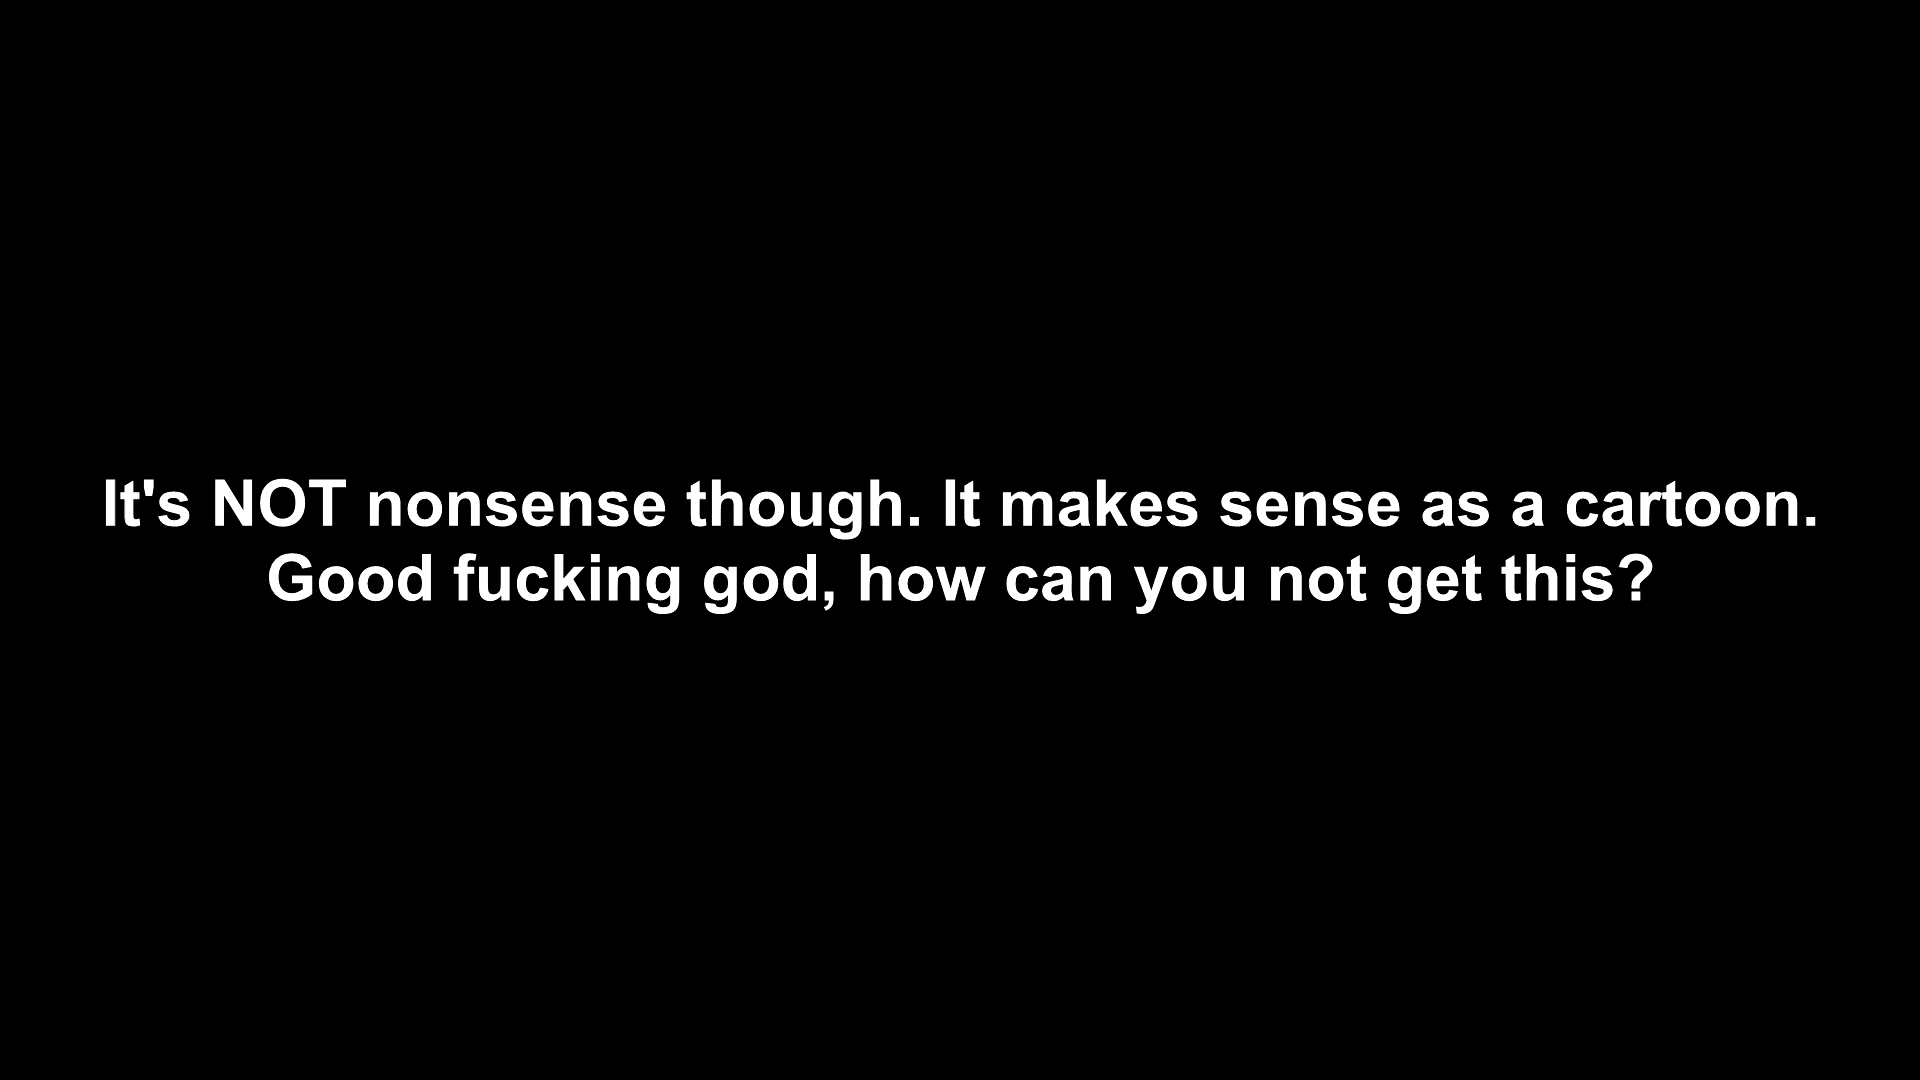 It's NOT nonsense though. It makes sense as a cartoon.
Good fucking god, how can you not get this?